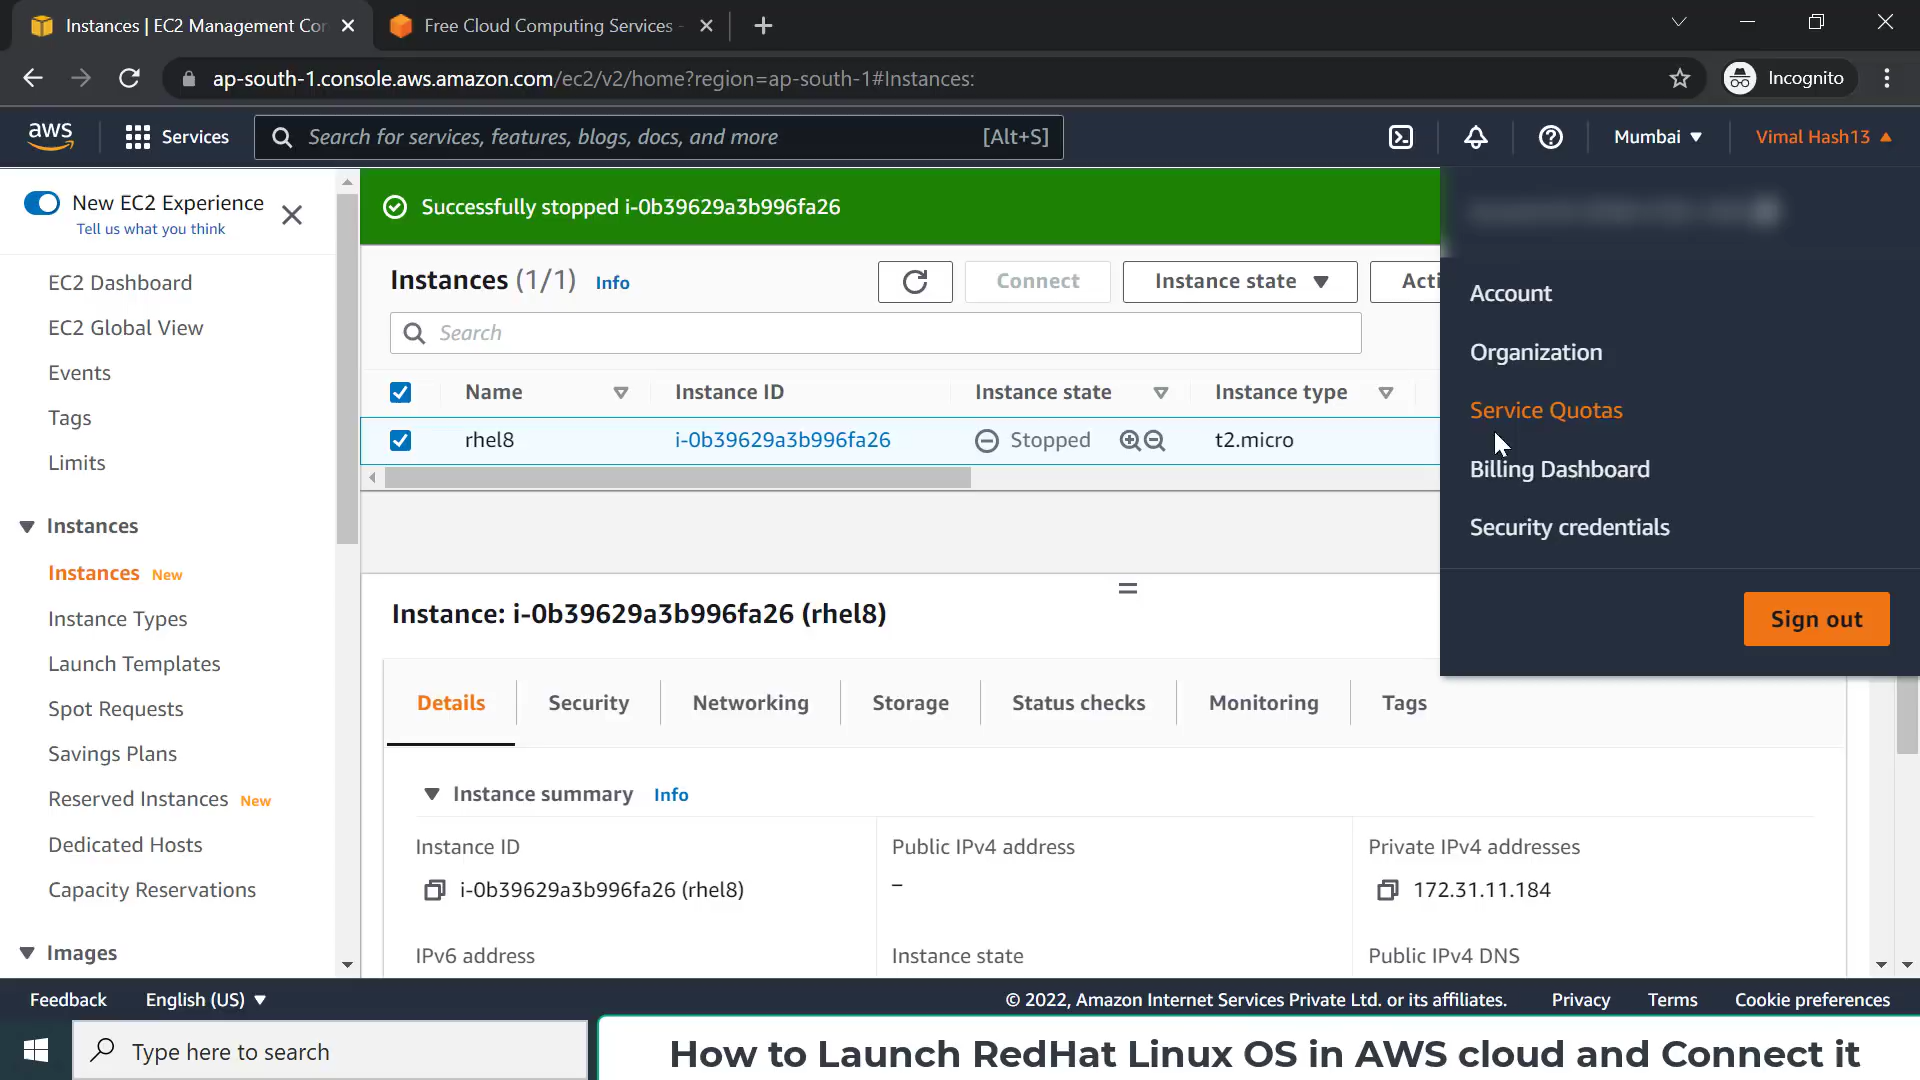 Instances | EC2 Management Con
Free Cloud Computing Services -
ap-south-1.console.aws.amazon.com/ec2/v2/home?region=ap-south-1#Instances:
Incognito
aws
Services
Search for services, features, blogs, docs, and more
[Alt+S]
Mumbai
Vimal Hash13
New EC2 Experience
Tell us what you think
EC2 Dashboard
EC2 Global View
Events
Tags
Limits
Instances
Instances New
Instance Types
Launch Templates
Spot Requests
Savings Plans
Reserved Instances New
Dedicated Hosts
Capacity Reservations
Images
Successfully stopped i-0b39629a3b996fa26
Instances (1/1) Info
Connect
Instance state
Acti
Search
Name
Instance ID
Instance state
Instance type
rhel8
i-0b39629a3b996fa26
Stopped
t2.micro
Account
Organization
Service Quotas
Billing Dashboard
Security credentials
Sign out
Instance: i-0b39629a3b996fa26 (rhel8)
Details
Security
Networking
Storage
Status checks
Monitoring
Tags
Instance summary Info
Instance ID
i-0b39629a3b996fa26 (rhel8)
Public IPv4 address
–
Private IPv4 addresses
172.31.11.184
IPv6 address
Instance state
Public IPv4 DNS
Feedback
English (US)
© 2022, Amazon Internet Services Private Ltd. or its affiliates.
Privacy
Terms
Cookie preferences
Type here to search
How to Launch RedHat Linux OS in AWS cloud and Connect it